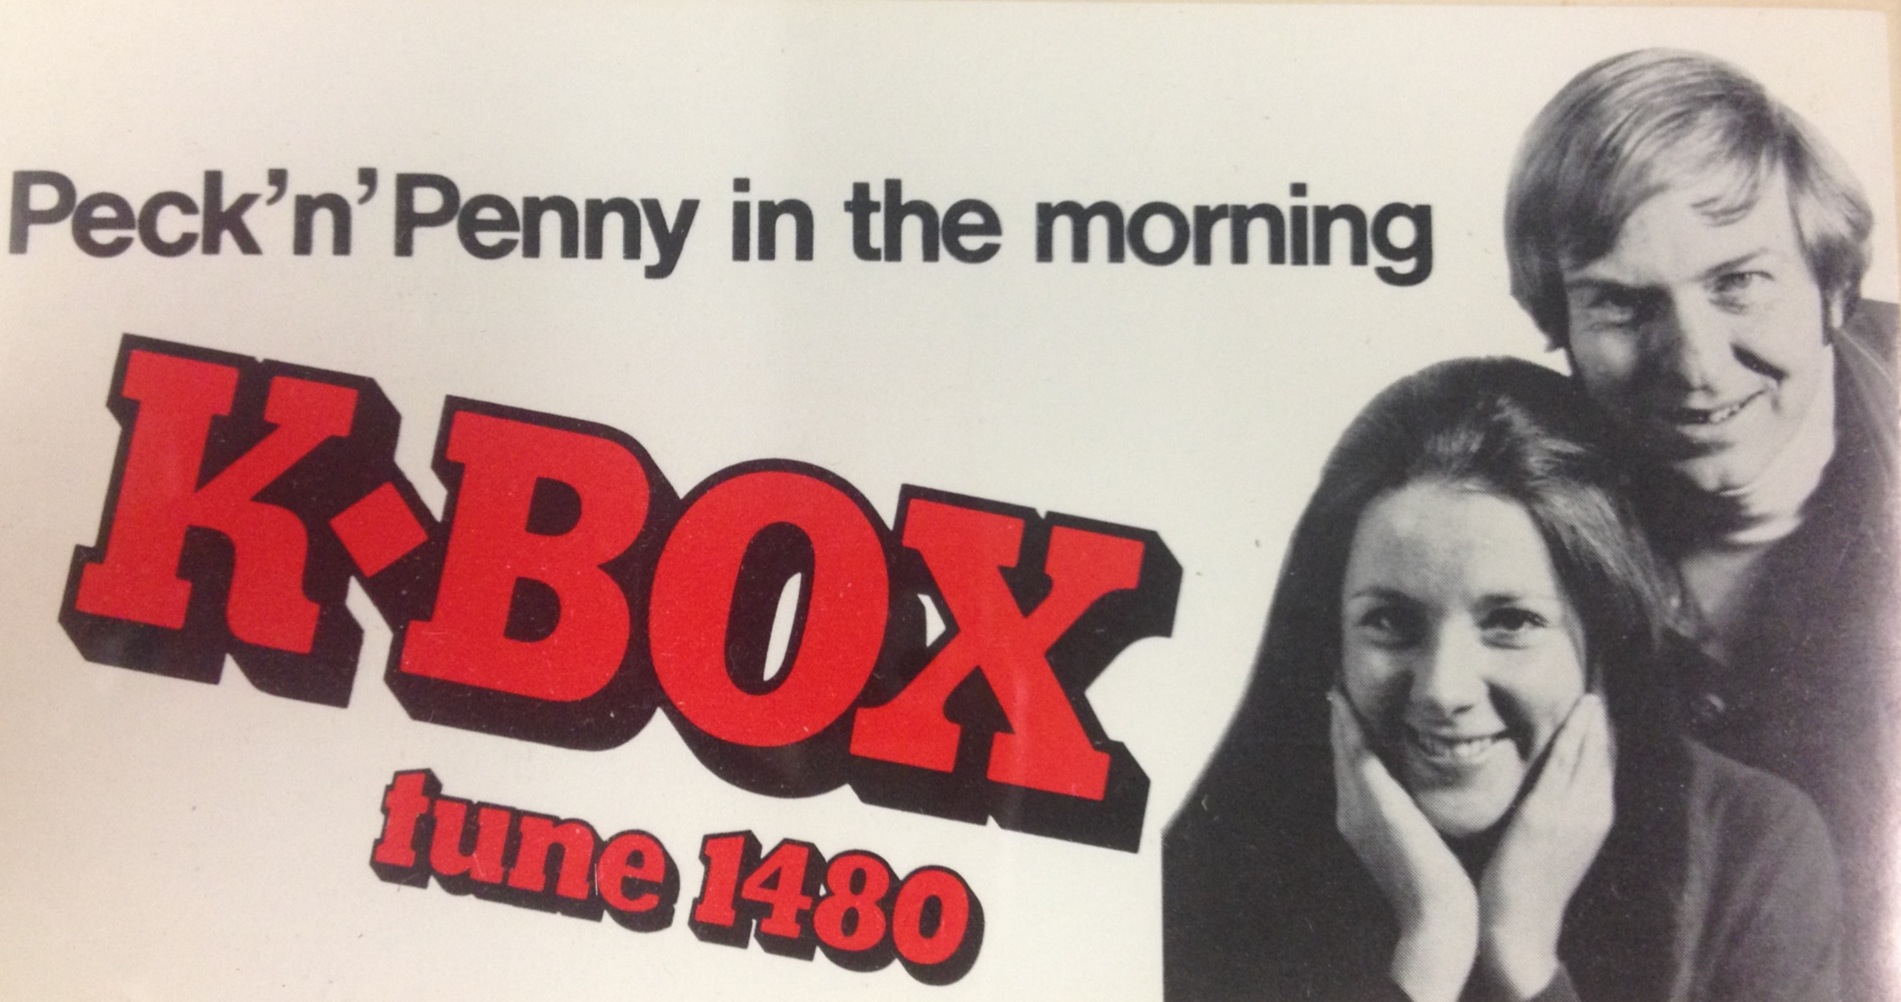 Peck'n'Penny in the morning
K·BOX
tune 1480